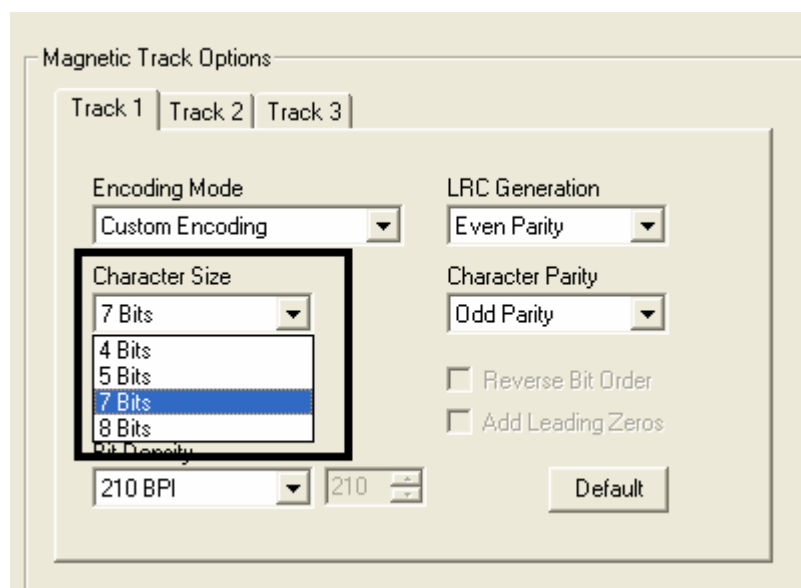 Magnetic Track Options
Track 1 Track 2 Track 3
Encoding Mode LRC Generation
Custom Encoding Even Parity
Character Size Character Parity
7 Bits Odd Parity
4 Bits
5 Bits Reverse Bit Order
7 Bits
8 Bits Add Leading Zeros
Bit Density
210 BPI 210 Default